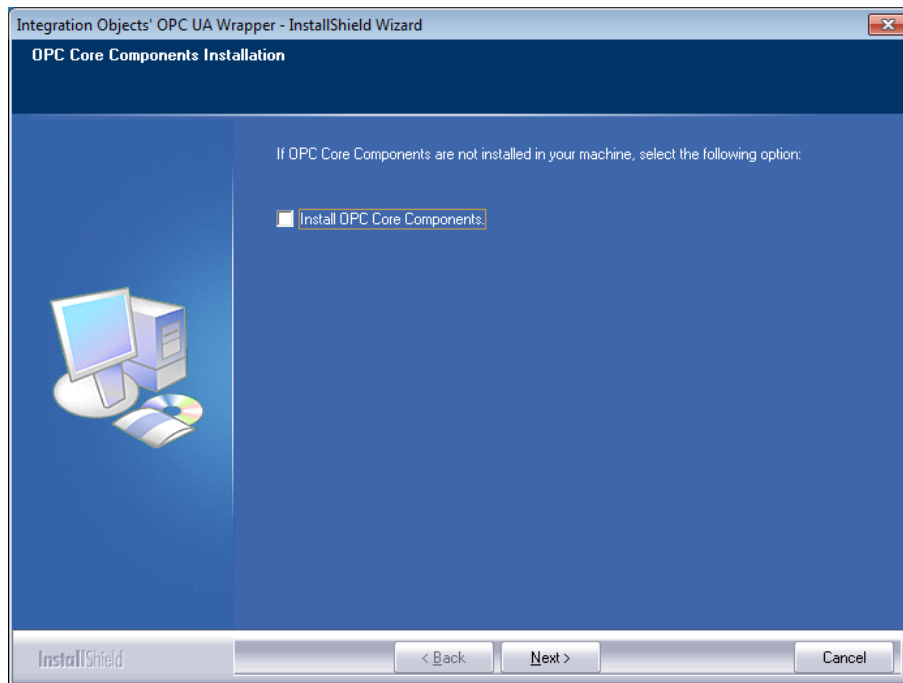 Integration Objects' OPC UA Wrapper - InstallShield Wizard
OPC Core Components Installation
If OPC Core Components are not installed in your machine, select the following option:
Install OPC Core Components.
InstallShield
< Back
Next >
Cancel